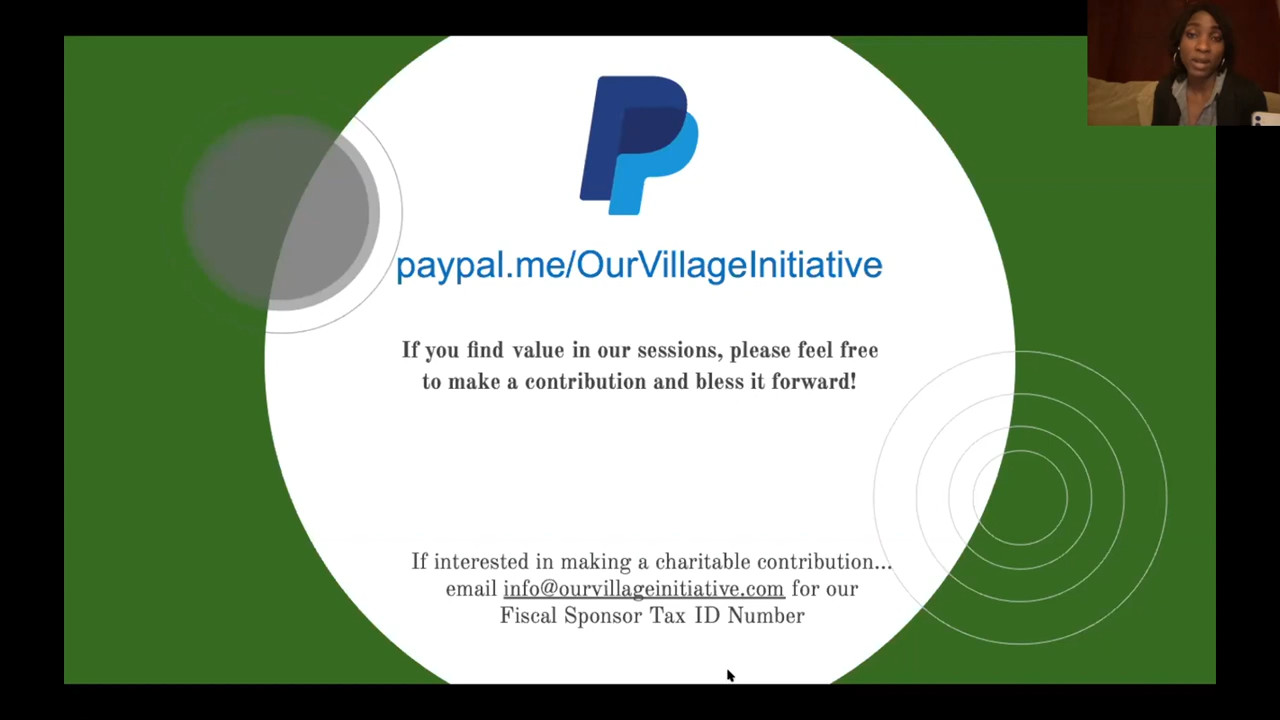 paypal.me/OurVillageInitiative
If you find value in our sessions, please feel free
to make a contribution and bless it forward!
If interested in making a charitable contribution...
email info@ourvillageinitiative.com for our
Fiscal Sponsor Tax ID Number